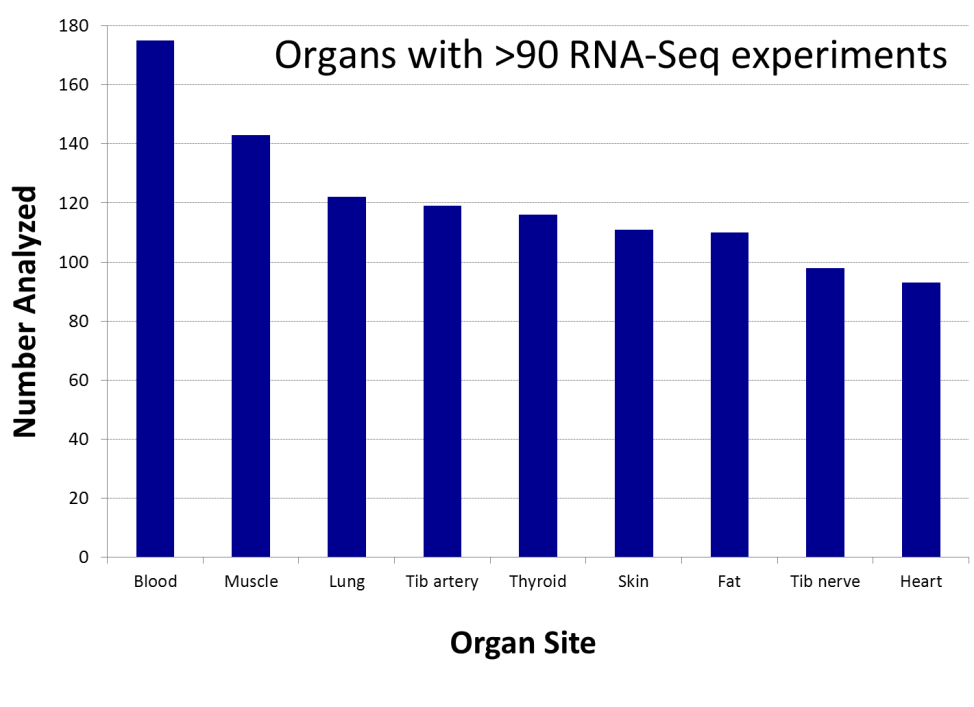 Organs with >90 RNA-Seq experiments
Number Analyzed
180
160
140
120
100
80
60
40
20
0
Blood Muscle Lung Tib artery Thyroid Skin Fat Tib nerve Heart
Organ Site